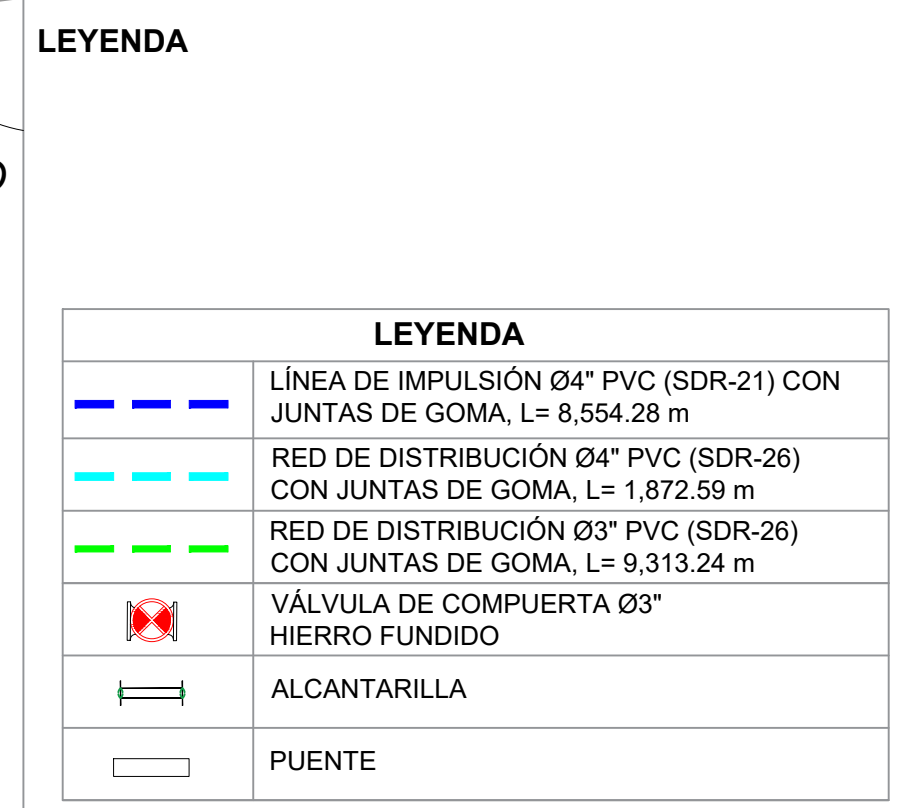 LEYENDA
LEYENDA
LÍNEA DE IMPULSIÓN Ø4" PVC (SDR-21) CON
JUNTAS DE GOMA, L= 8,554.28 m
RED DE DISTRIBUCIÓN Ø4" PVC (SDR-26)
CON JUNTAS DE GOMA, L= 1,872.59 m
RED DE DISTRIBUCIÓN Ø3" PVC (SDR-26)
CON JUNTAS DE GOMA, L= 9,313.24 m
VÁLVULA DE COMPUERTA Ø3"
HIERRO FUNDIDO
ALCANTARILLA
PUENTE